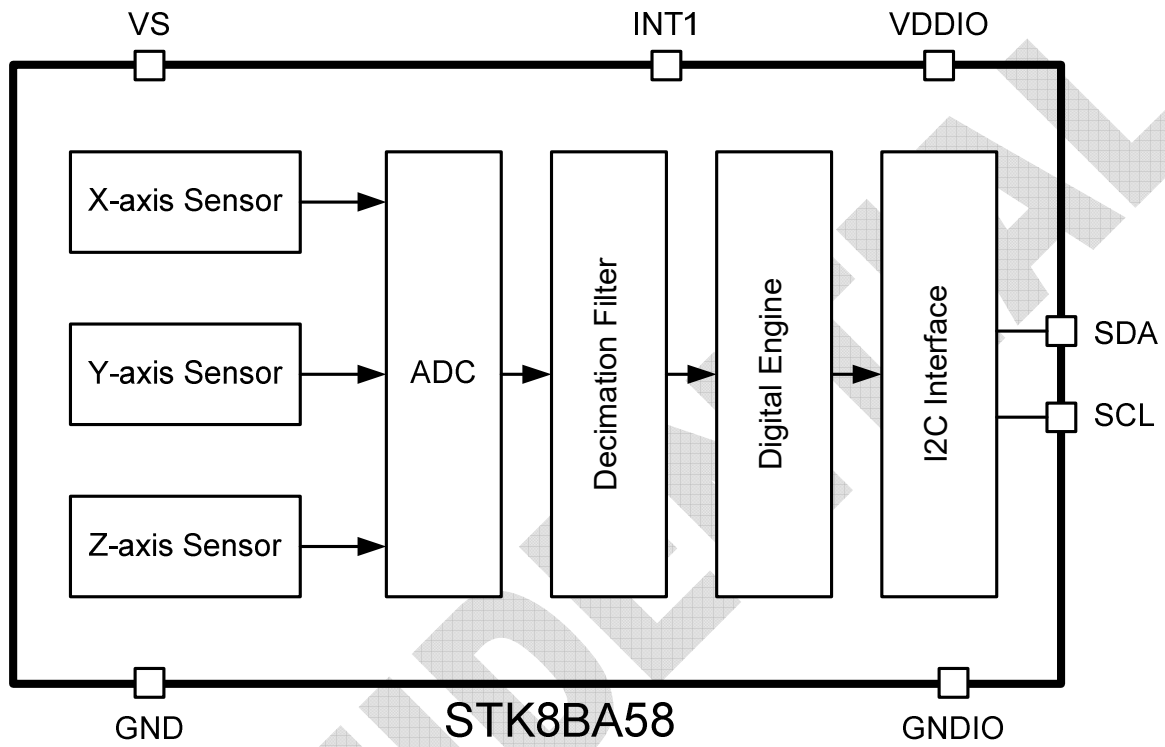 VS
INT1
VDDIO
X-axis Sensor
Y-axis Sensor
Z-axis Sensor
ADC
Decimation Filter
Digital Engine
I2C Interface
SDA
SCL
GND
STK8BA58
GNDIO